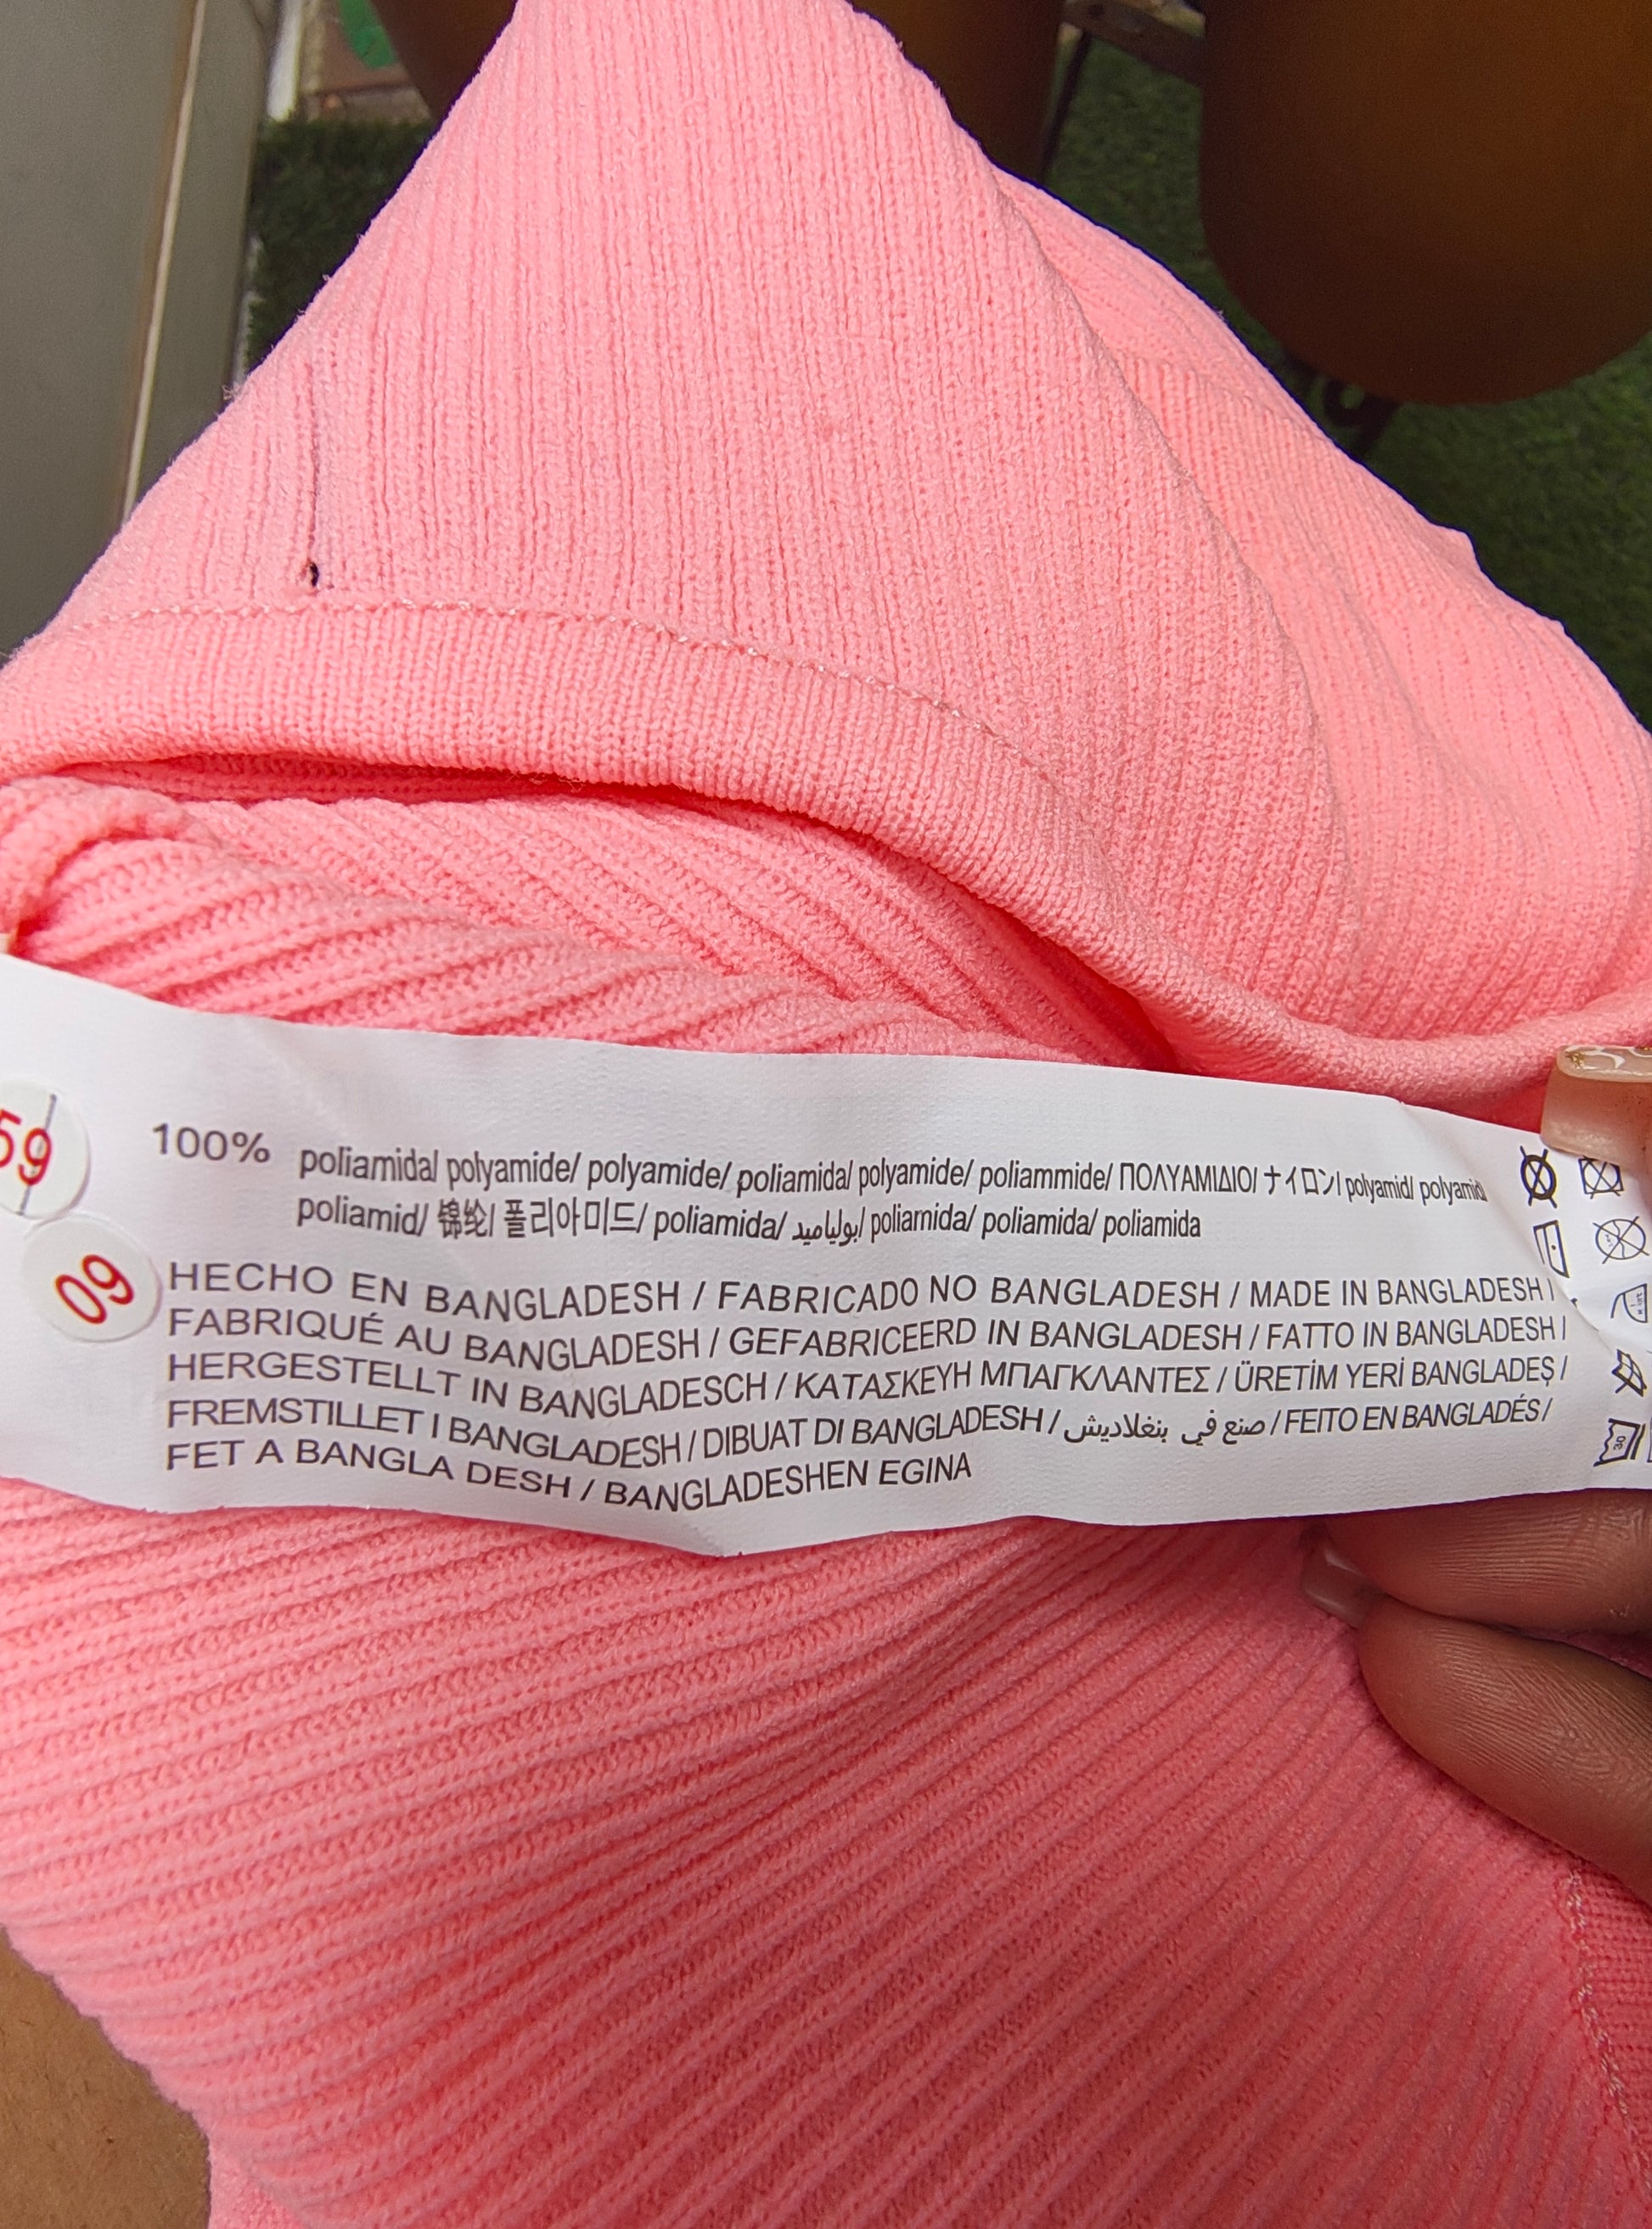 59
09
100% poliamida/ polyamide/ polyamide/ poliamida/ polyamide/ poliammide/ ΠΟΛΥΑΜΙΔΙΟ/ ナイロン/ polyamid/ polyamid/
poliamid/ 锦纶/ 폴리아미드/ poliamida/ بولياميد/ poliamida/ poliamida/ poliamida
HECHO EN BANGLADESH / FABRICADO NO BANGLADESH / MADE IN BANGLADESH /
FABRIQUÉ AU BANGLADESH / GEFABRICEERD IN BANGLADESH / FATTO IN BANGLADESH /
HERGESTELLT IN BANGLADESCH / ΚΑΤΑΣΚΕΥΗ ΜΠΑΓΚΛΑΝΤΕΣ / ÜRETİM YERİ BANGLADEŞ /
FREMSTILLET I BANGLADESH / DIBUAT DI BANGLADESH / صنع في بنغلاديش / FEITO EN BANGLADÉS /
FET A BANGLA DESH / BANGLADESHEN EGINA
30